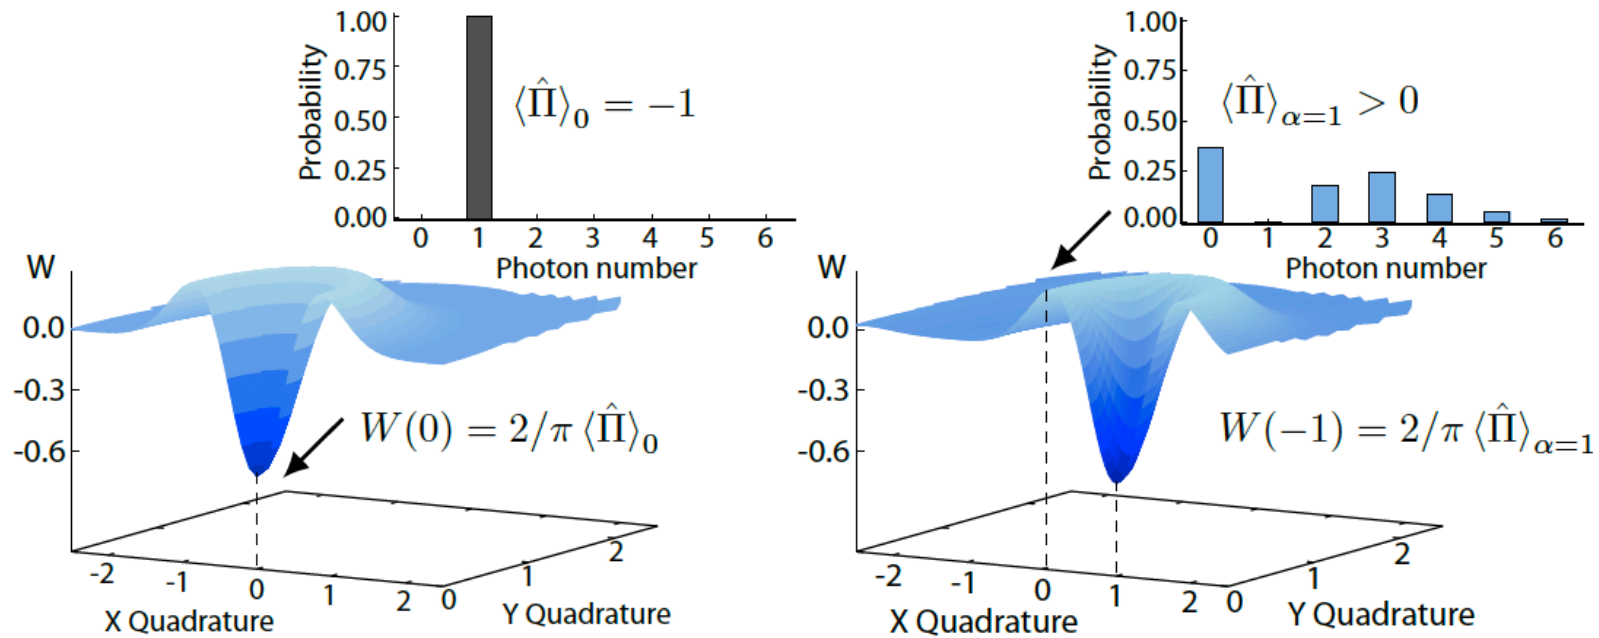 1.00
0.75
0.50
0.25
0.00
Probability
⟨Π̂⟩₀ = −1
0 1 2 3 4 5 6
Photon number
W
0.0
-0.3
-0.6
W(0) = 2/π ⟨Π̂⟩₀
-2 -1 0 1 2
X Quadrature
0 1 2
Y Quadrature
1.00
0.75
0.50
0.25
0.00
Probability
⟨Π̂⟩α=1 > 0
0 1 2 3 4 5 6
Photon number
W
0.0
-0.3
-0.6
W(−1) = 2/π ⟨Π̂⟩α=1
-2 -1 0 1 2
X Quadrature
0 1 2
Y Quadrature